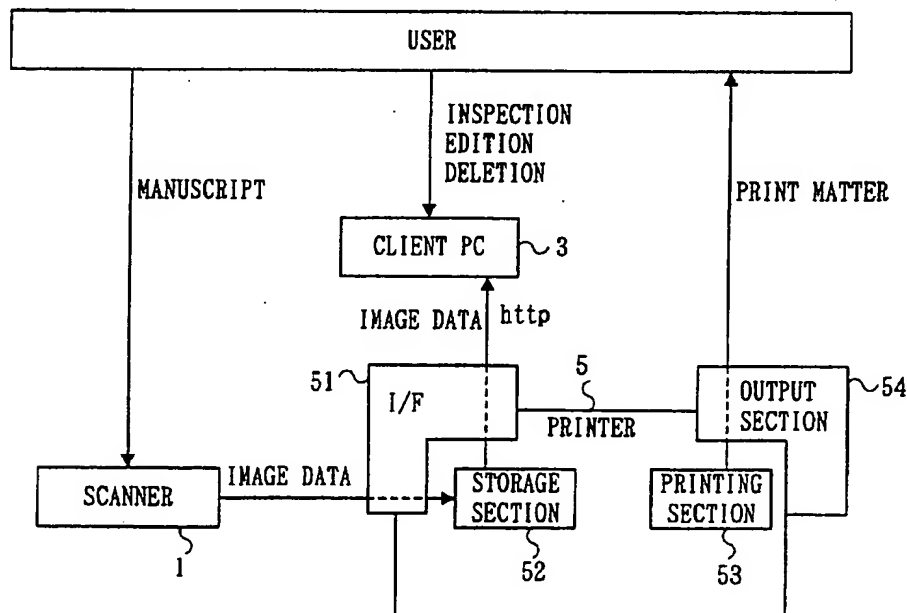 USER
INSPECTION
EDITION
DELETION
MANUSCRIPT
PRINT MATTER
CLIENT PC
3
IMAGE DATA
http
51
I/F
5
PRINTER
OUTPUT
SECTION
54
SCANNER
1
IMAGE DATA
STORAGE
SECTION
52
PRINTING
SECTION
53